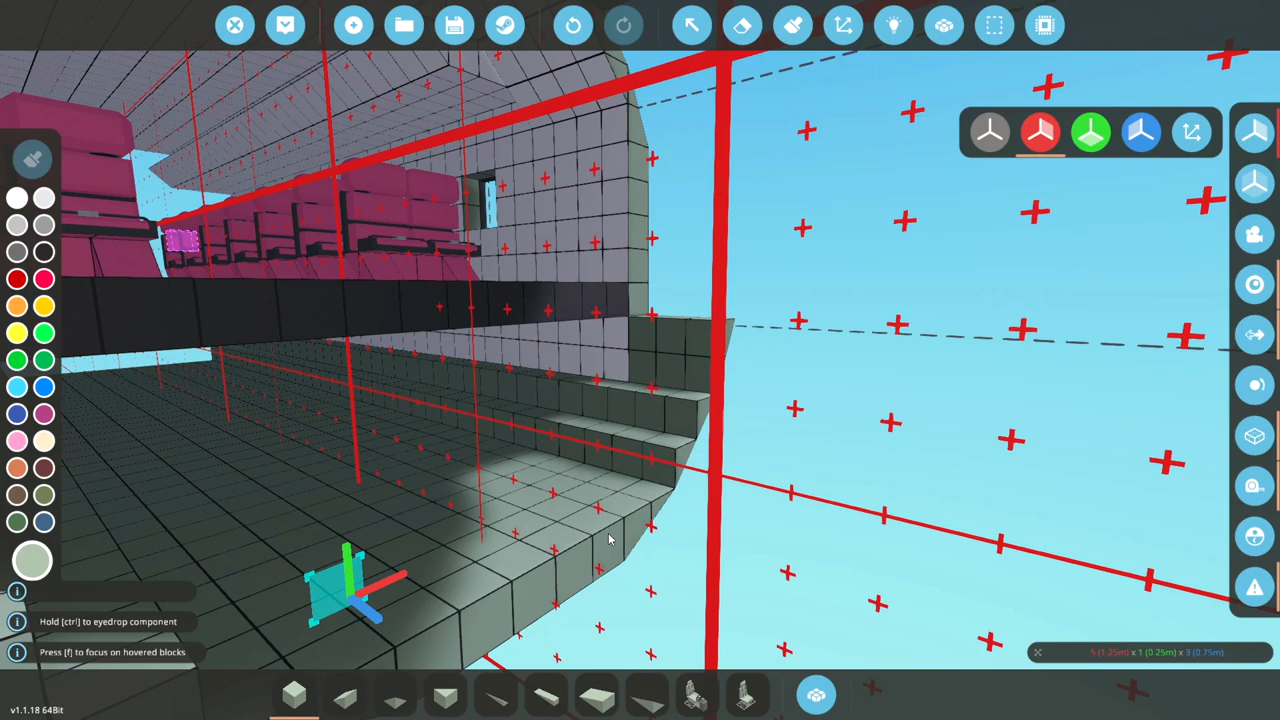 Hold [ctrl] to eyedrop component
Press [f] to focus on hovered blocks
5 (1.25m) x 1 (0.25m) x 3 (0.75m)
v1.1.18 64Bit